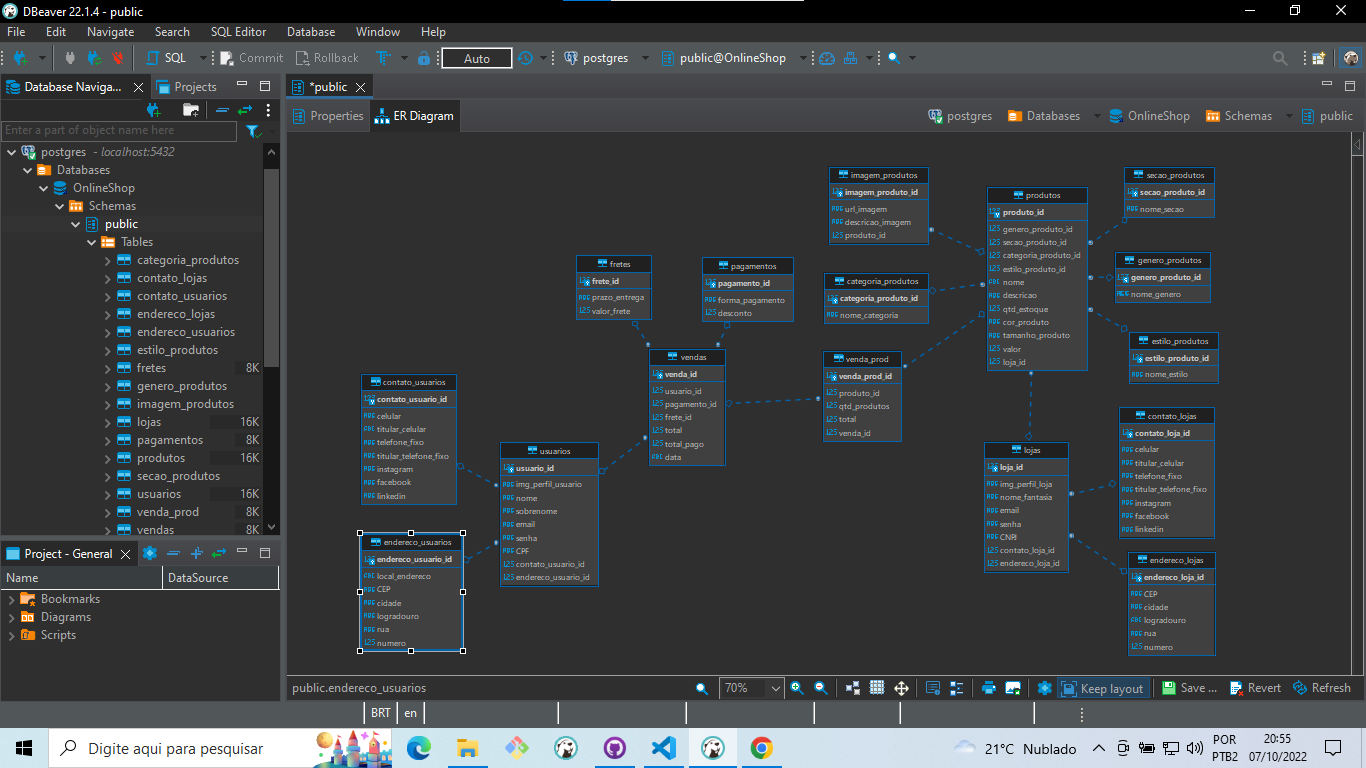 DBeaver 22.1.4 - public
File Edit Navigate Search SQL Editor Database Window Help
SQL Commit Rollback Auto postgres public@OnlineShop
Database Naviga... Projects
*public
Enter a part of object name here
Properties ER Diagram
postgres Databases OnlineShop Schemas public
postgres - localhost:5432
Databases
OnlineShop
Schemas
public
Tables
categoria_produtos
contato_lojas
contato_usuarios
endereco_lojas
endereco_usuarios
estilo_produtos
fretes 8K
genero_produtos
imagem_produtos
lojas 16K
pagamentos 8K
produtos 16K
secao_produtos
usuarios 16K
venda_prod 8K
vendas 8K
Project - General
Name DataSource
Bookmarks
Diagrams
Scripts
imagem_produtos
imagem_produto_id
url_imagem
descricao_imagem
produto_id
produtos
produto_id
genero_produto_id
secao_produto_id
categoria_produto_id
estilo_produto_id
nome
descricao
qtd_estoque
cor_produto
tamanho_produto
valor
loja_id
secao_produtos
secao_produto_id
nome_secao
fretes
frete_id
prazo_entrega
valor_frete
pagamentos
pagamento_id
forma_pagamento
desconto
categoria_produtos
categoria_produto_id
nome_categoria
genero_produtos
genero_produto_id
nome_genero
estilo_produtos
estilo_produto_id
nome_estilo
vendas
venda_id
usuario_id
pagamento_id
frete_id
total
total_pago
data
venda_prod
venda_prod_id
produto_id
qtd_produtos
total
venda_id
contato_usuarios
contato_usuario_id
celular
titular_celular
telefone_fixo
titular_telefone_fixo
instagram
facebook
linkedin
usuarios
usuario_id
img_perfil_usuario
nome
sobrenome
email
senha
CPF
contato_usuario_id
endereco_usuario_id
lojas
loja_id
img_perfil_loja
nome_fantasia
email
senha
CNPJ
contato_loja_id
endereco_loja_id
contato_lojas
contato_loja_id
celular
titular_celular
telefone_fixo
titular_telefone_fixo
instagram
facebook
linkedin
endereco_usuarios
endereco_usuario_id
local_endereco
CEP
cidade
logradouro
rua
numero
endereco_lojas
endereco_loja_id
CEP
cidade
logradouro
rua
numero
public.endereco_usuarios 70% Keep layout Save ... Revert Refresh
BRT en
Digite aqui para pesquisar
21°C Nublado
POR
PTB2
20:55
07/10/2022